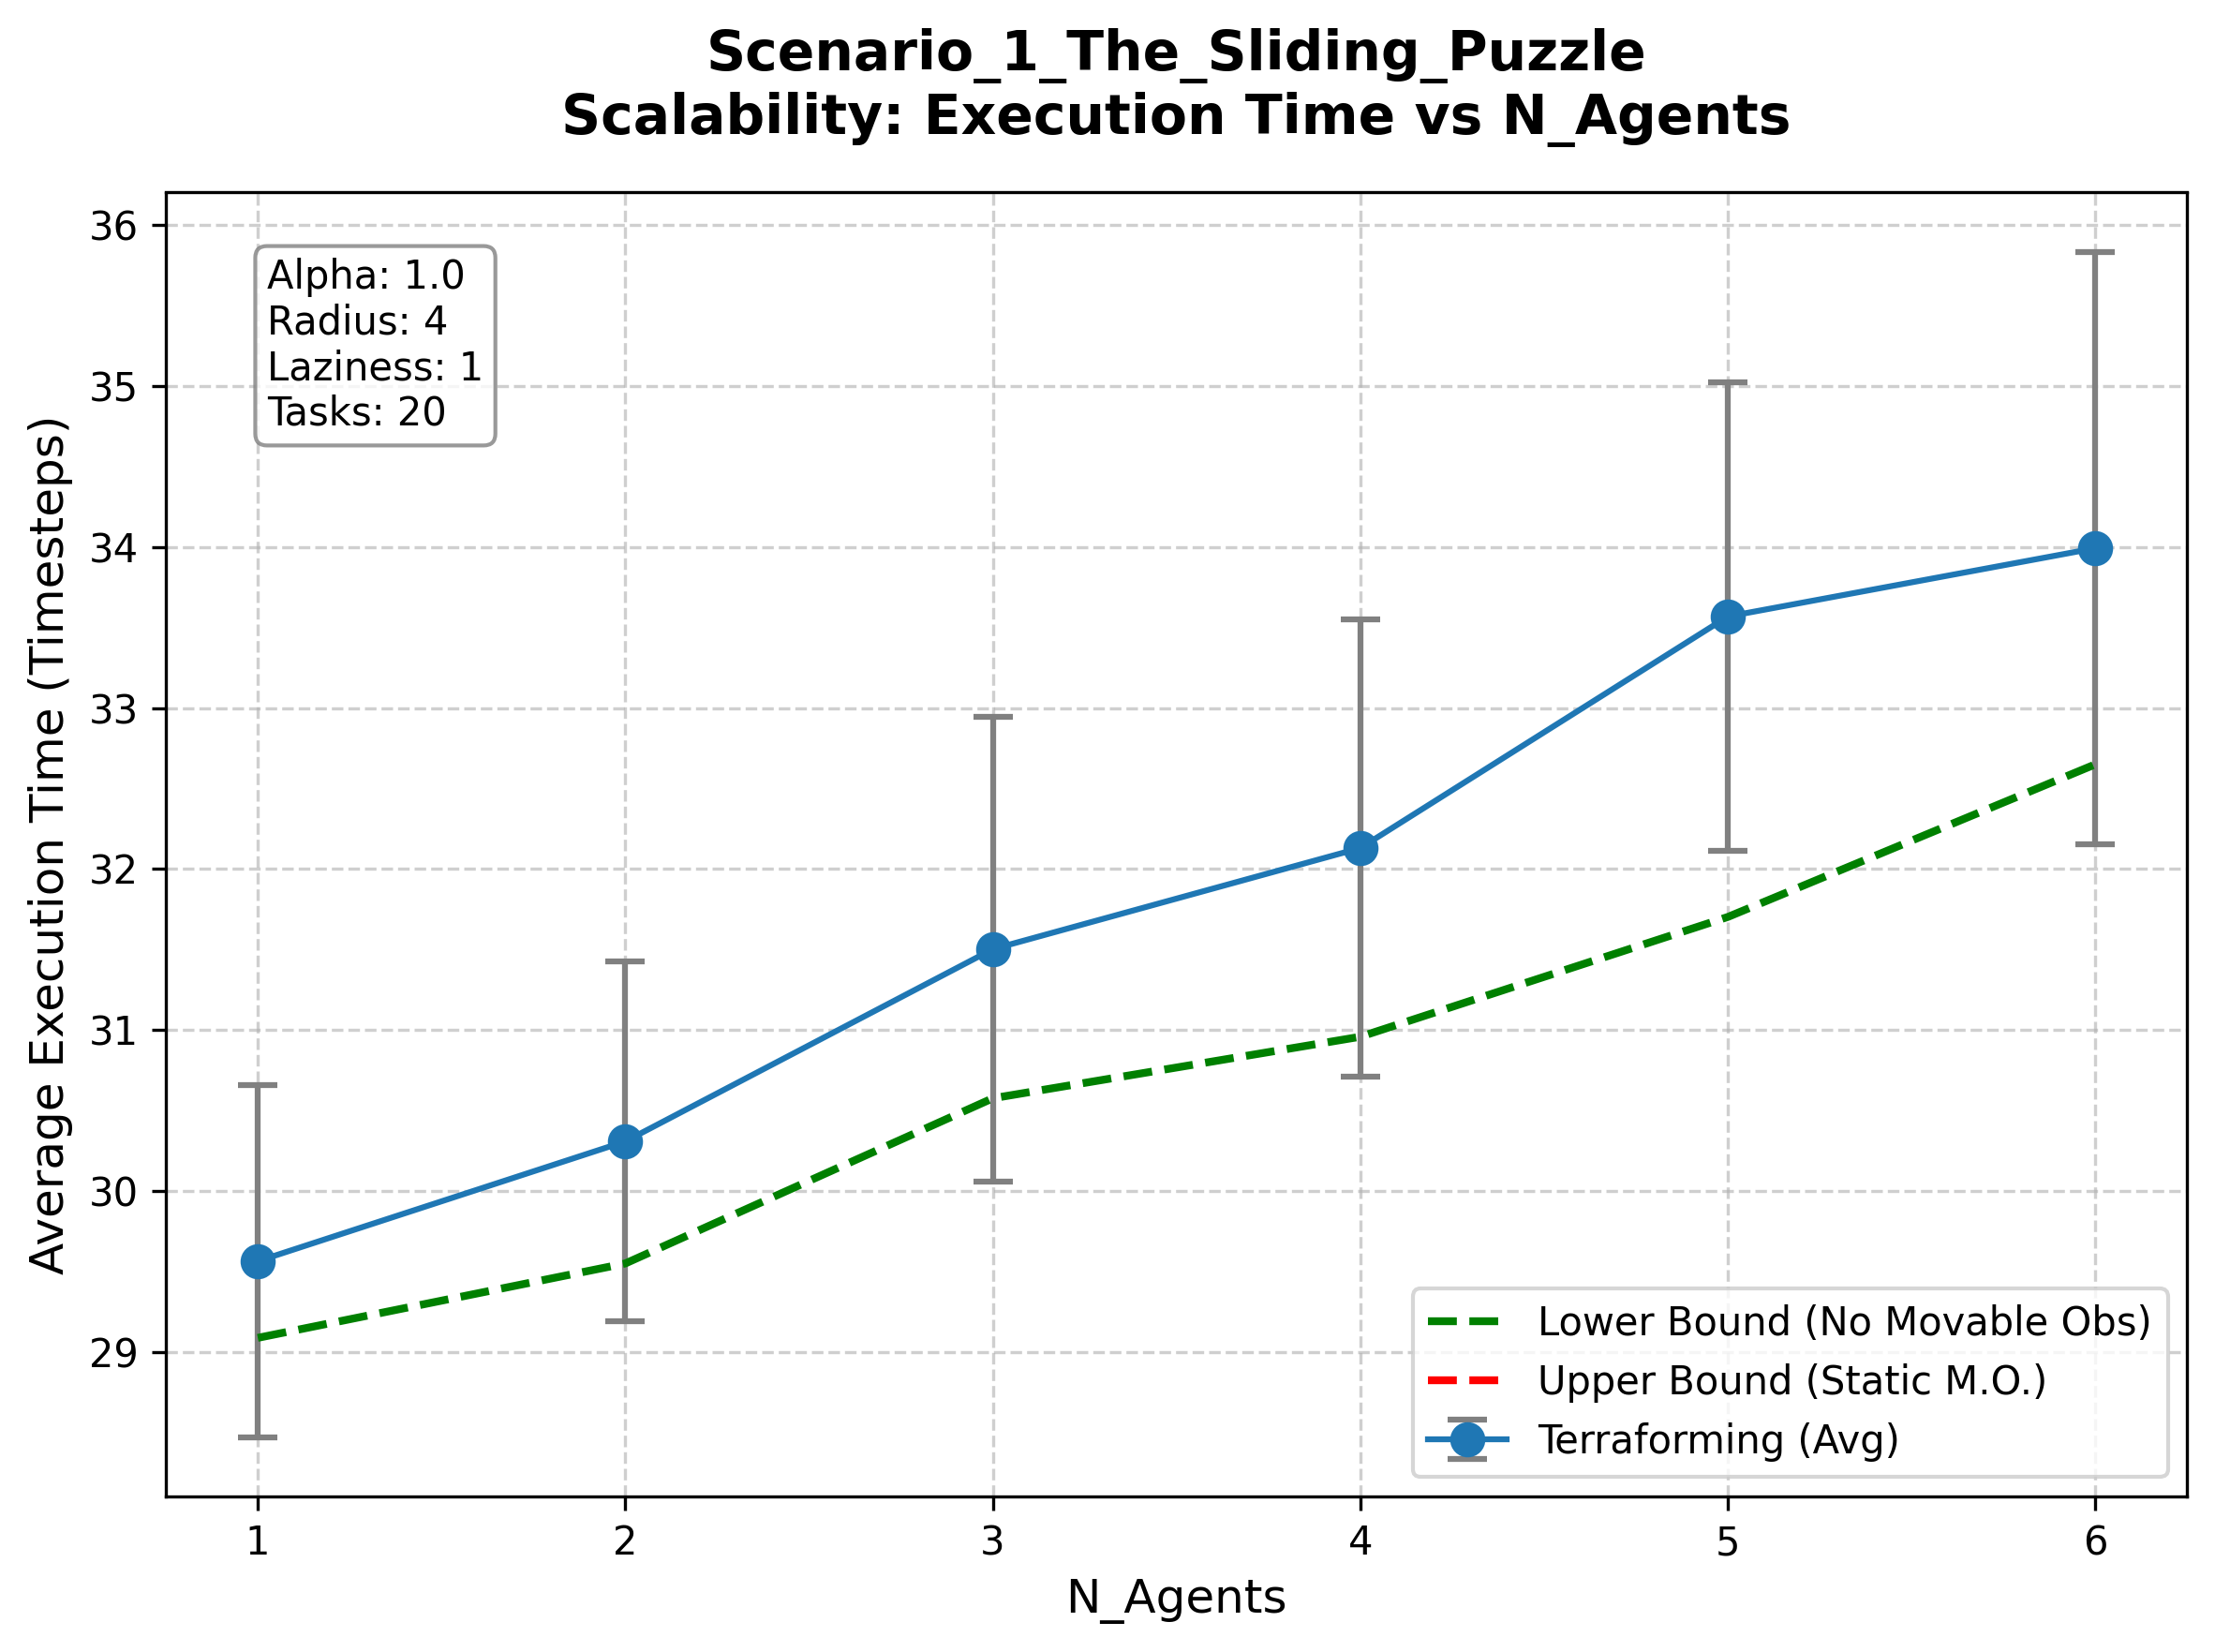 Scenario_1_The_Sliding_Puzzle
Scalability: Execution Time vs N_Agents
Average Execution Time (Timesteps)
36
35
34
33
32
31
30
29
Alpha: 1.0
Radius: 4
Laziness: 1
Tasks: 20
Lower Bound (No Movable Obs)
Upper Bound (Static M.O.)
Terraforming (Avg)
1 2 3 4 5 6
N_Agents